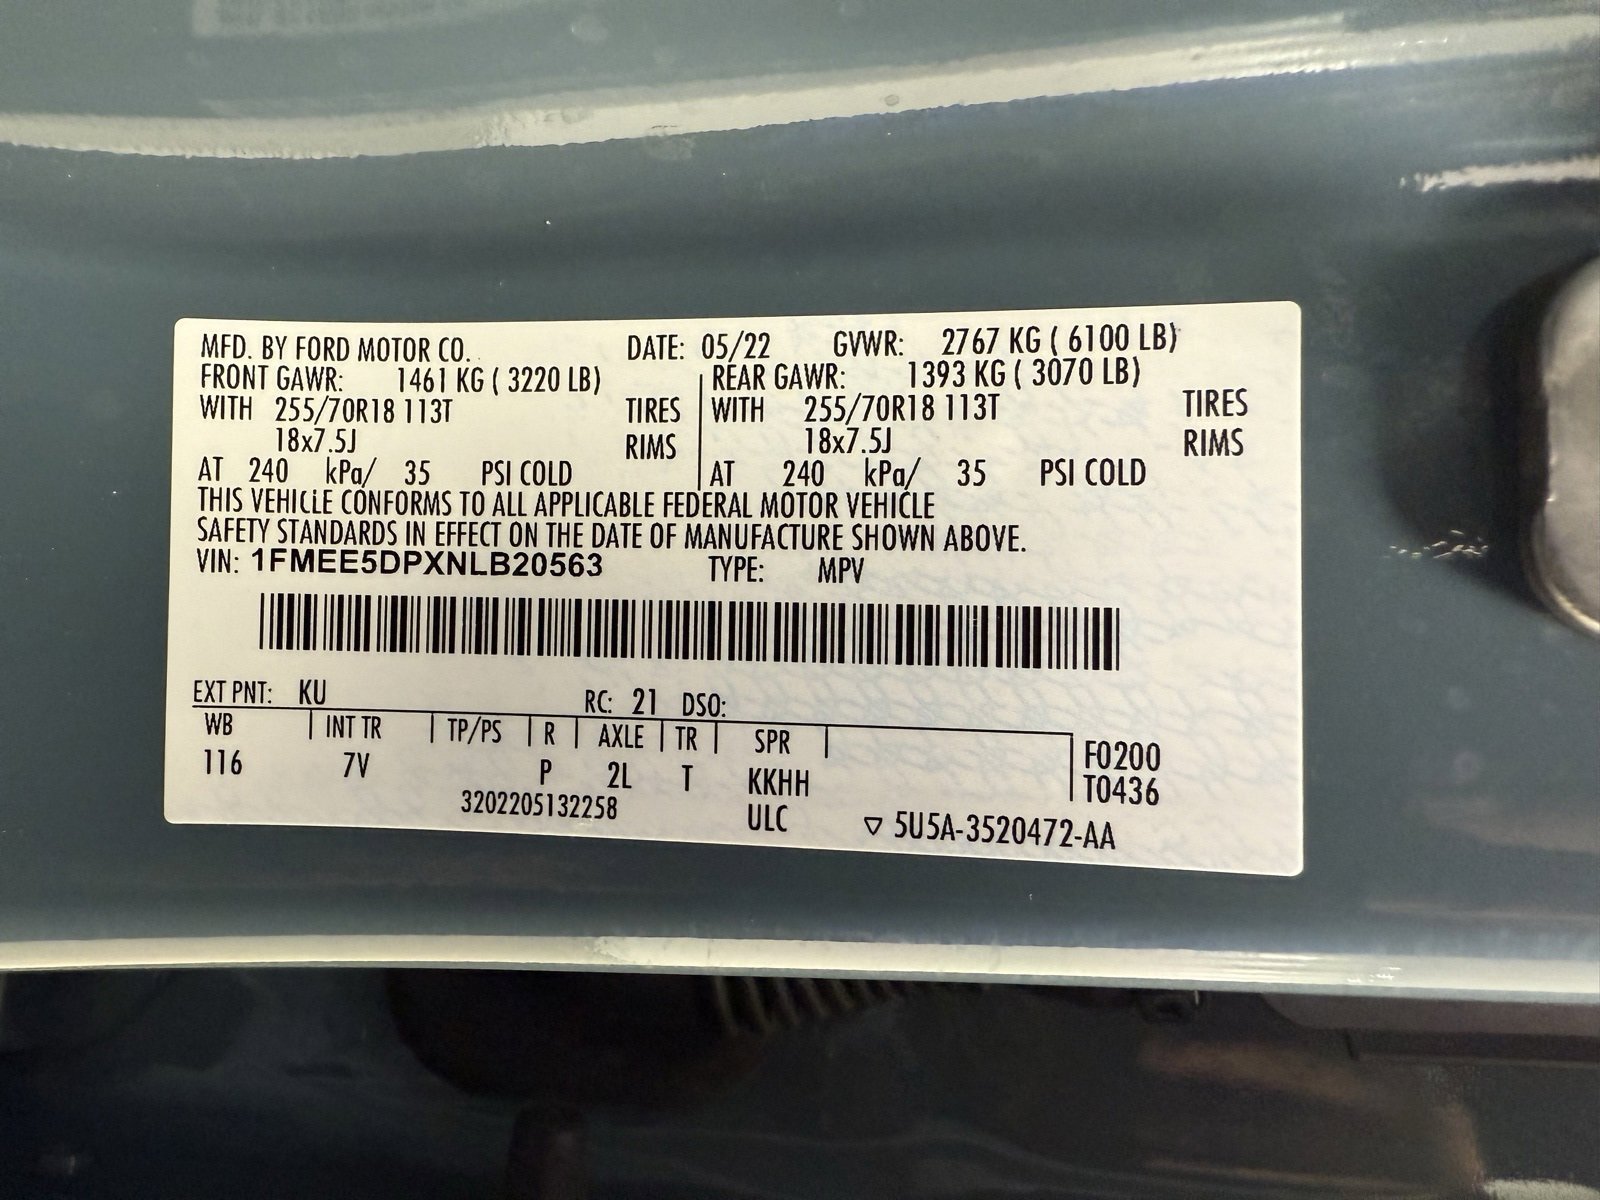 MFD. BY FORD MOTOR CO. DATE: 05/22 GVWR: 2767 KG ( 6100 LB)
FRONT GAWR: 1461 KG ( 3220 LB) REAR GAWR: 1393 KG ( 3070 LB)
WITH 255/70R18 113T TIRES WITH 255/70R18 113T TIRES
18x7.5J RIMS 18x7.5J RIMS
AT 240 kPa/ 35 PSI COLD AT 240 kPa/ 35 PSI COLD
THIS VEHICLE CONFORMS TO ALL APPLICABLE FEDERAL MOTOR VEHICLE
SAFETY STANDARDS IN EFFECT ON THE DATE OF MANUFACTURE SHOWN ABOVE.
VIN: 1FMEE5DPXNLB20563 TYPE: MPV
EXT PNT: KU RC: 21 DSO:
WB INT TR TP/PS R AXLE TR SPR F0200
116 7V P 2L T KKHH T0436
3202205132258 ULC ▽ 5U5A-3520472-AA